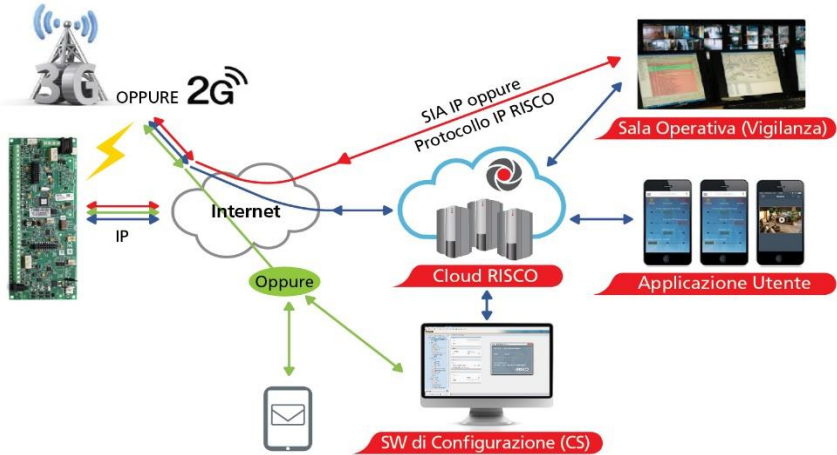 3G
OPPURE 2G
SIA IP oppure
Protocollo IP RISCO
Sala Operativa (Vigilanza)
Internet
IP
Cloud RISCO
Applicazione Utente
Oppure
SW di Configurazione (CS)